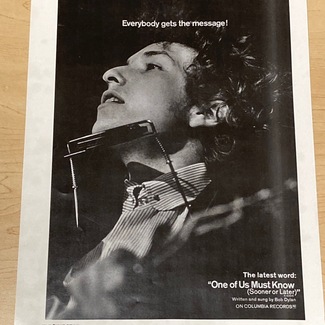 Everybody gets the message!
The latest word:
"One of Us Must Know
(Sooner or Later)"
Written and sung by Bob Dylan
ON COLUMBIA RECORDS